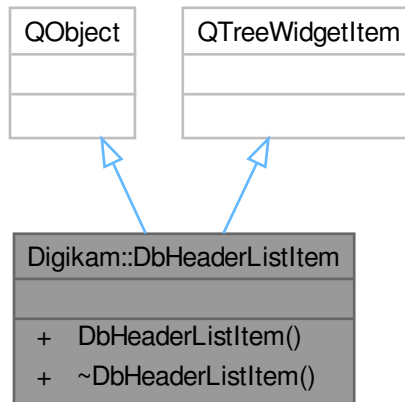 QObject
QTreeWidgetItem
Digikam::DbHeaderListItem
+ DbHeaderListItem()
+ ~DbHeaderListItem()